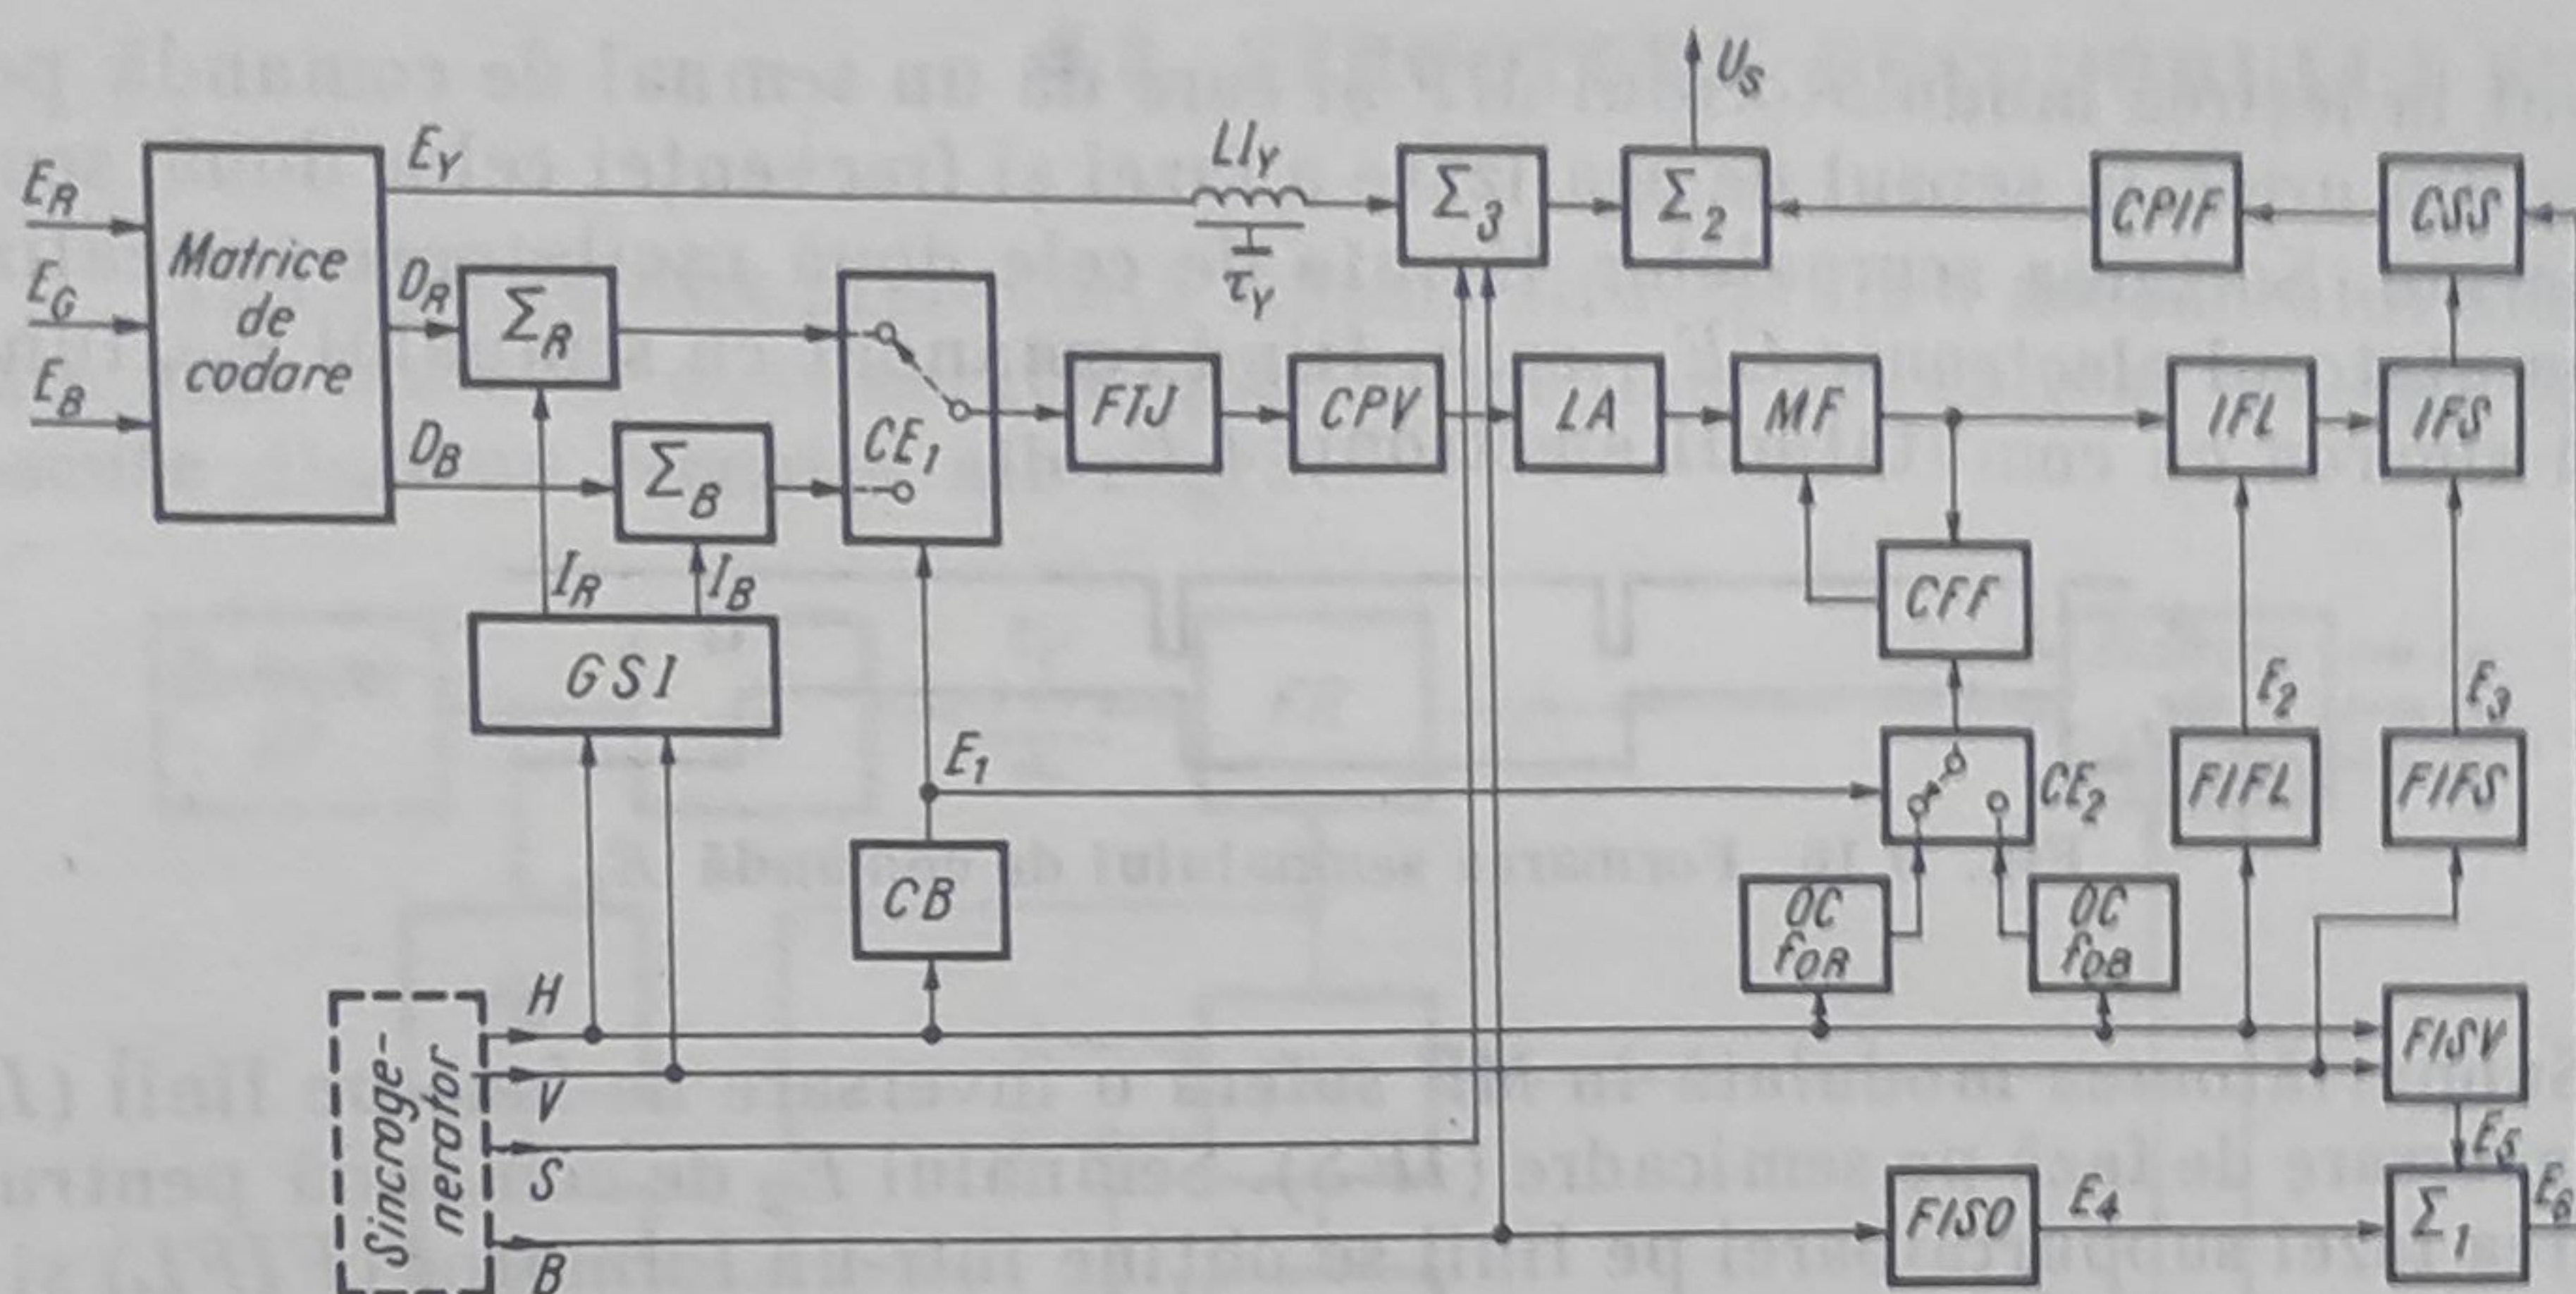 U_S
E_Y
LI_Y
τ_Y
E_R
E_G
E_B
Matrice
de
codare
D_R
D_B
Σ_R
Σ_B
CE_1
Σ_3
Σ_2
CPIF
CSS
FTJ
CPV
LA
MF
IFL
IFS
I_R
I_B
GSI
CFF
E_1
E_2
E_3
CE_2
FIFL
FIFS
CB
OC
f_OR
OC
f_OB
Sincroge-
nerator
H
V
S
B
FISV
E_5
FISO
E_4
Σ_1
E_6